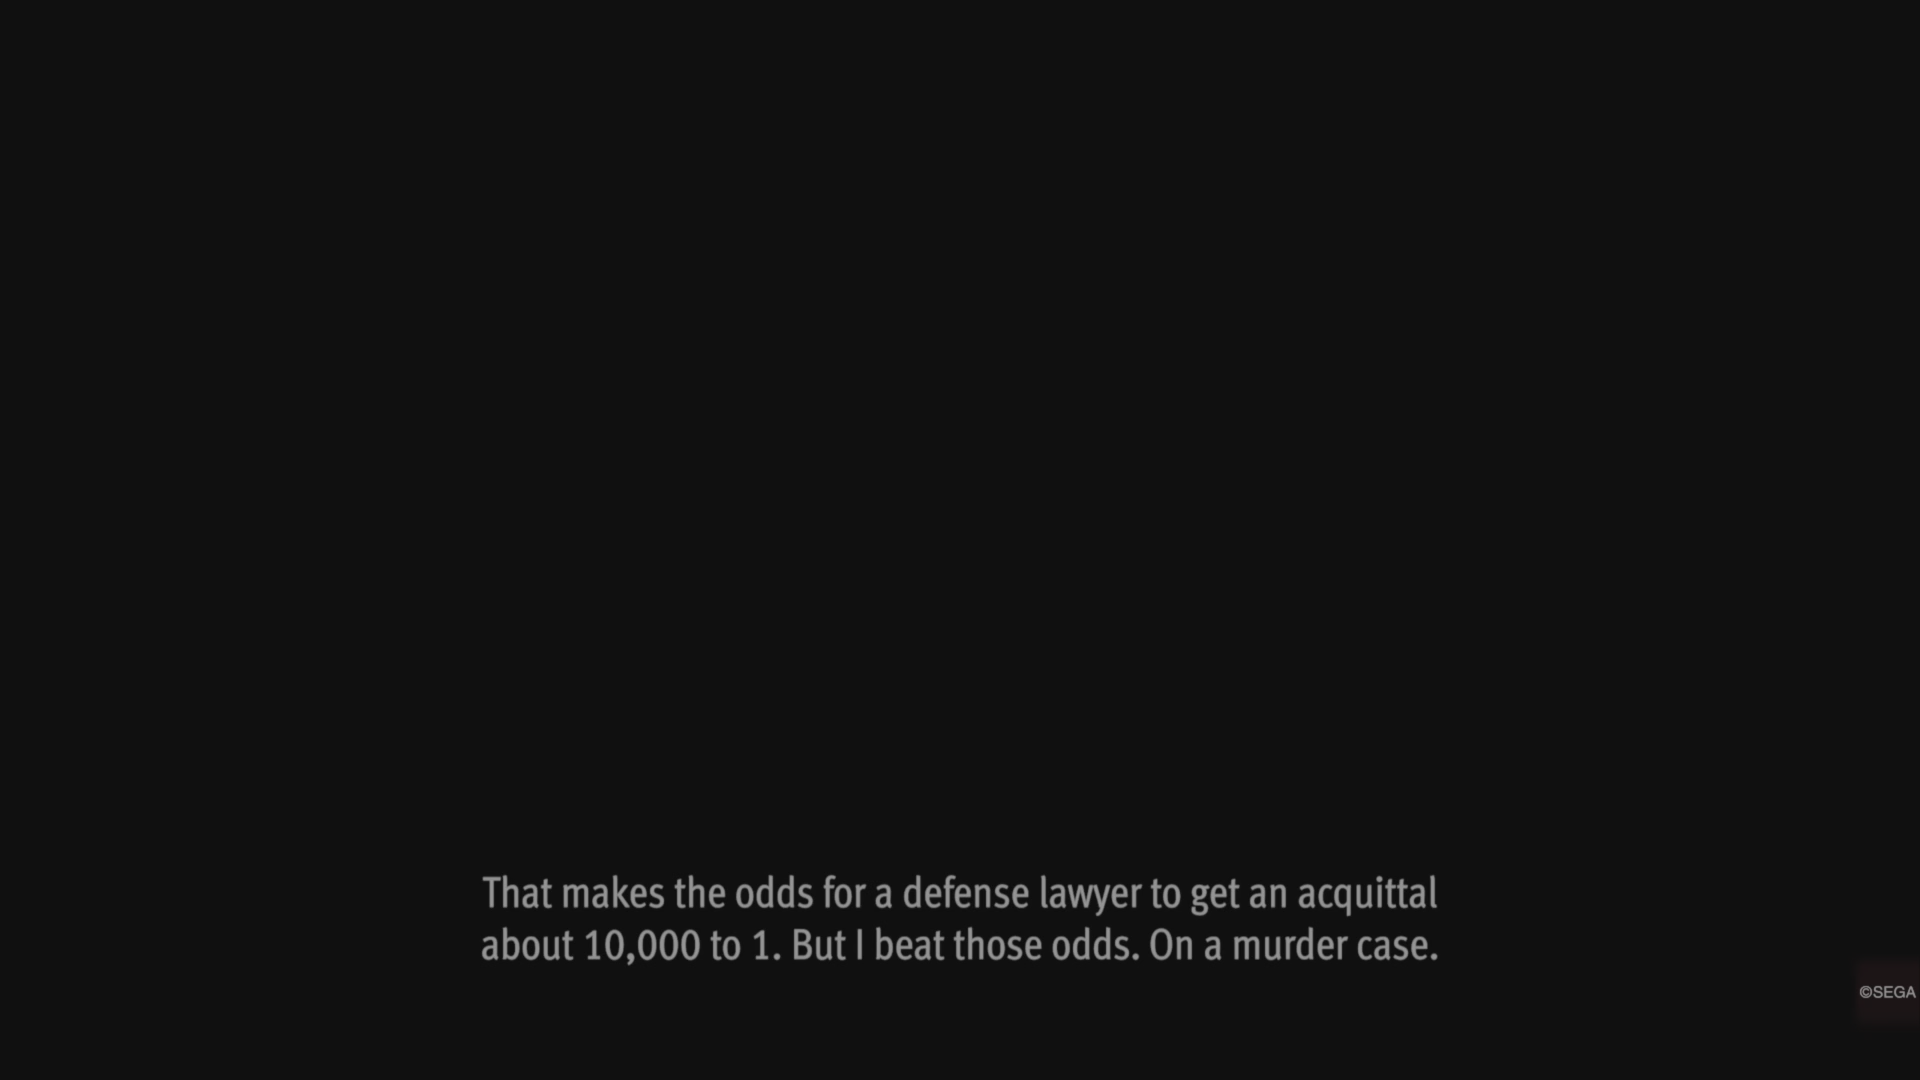 That makes the odds for a defense lawyer to get an acquittal
about 10,000 to 1. But I beat those odds. On a murder case.
©SEGA